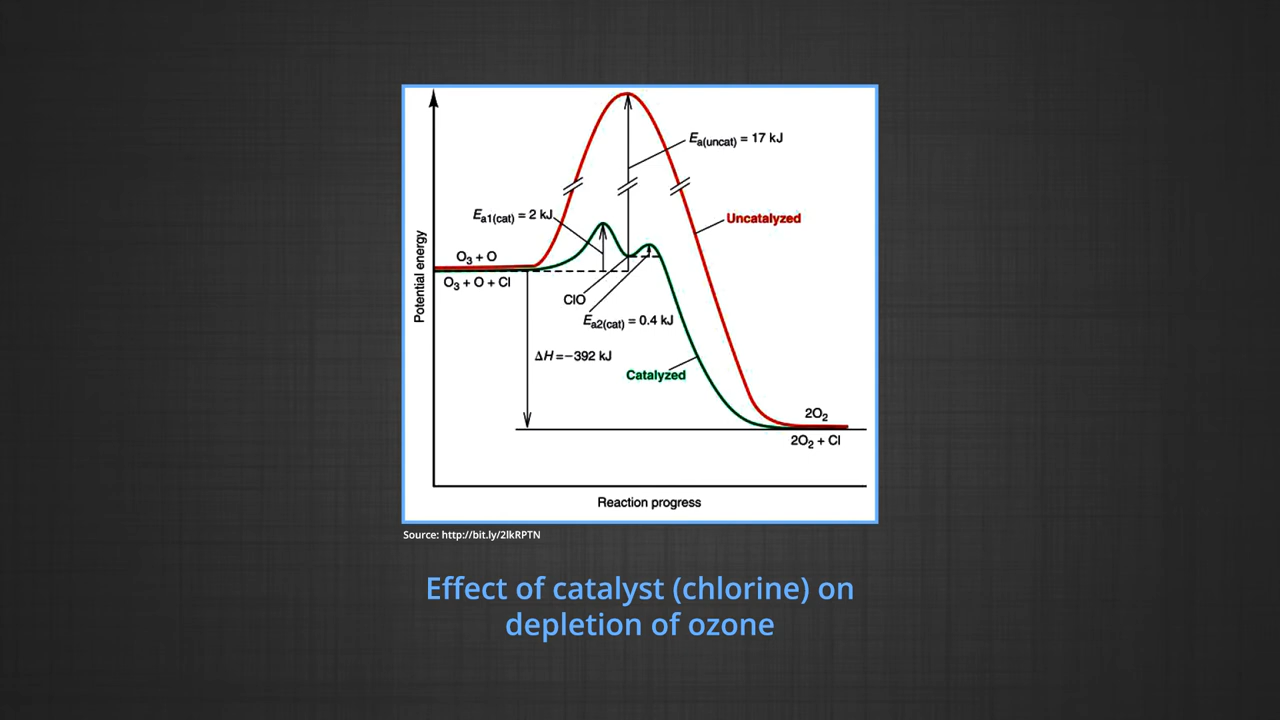 Eₐ(uncat) = 17 kJ
Eₐ₁(cat) = 2 kJ
Uncatalyzed
O₃ + O
O₃ + O + Cl
ClO
Eₐ₂(cat) = 0.4 kJ
ΔH = −392 kJ
Catalyzed
2O₂
2O₂ + Cl
Potential energy
Reaction progress
Source: http://bit.ly/2lkRPTN
Effect of catalyst (chlorine) on
depletion of ozone